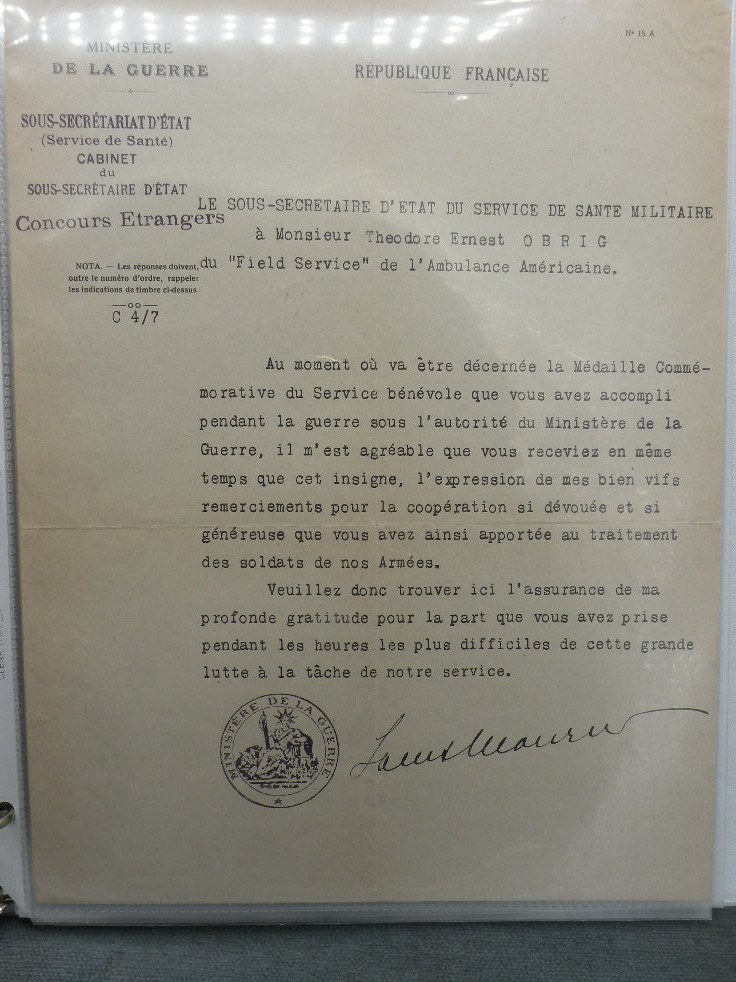 Nº 15 A
MINISTÈRE
DE LA GUERRE
RÉPUBLIQUE FRANÇAISE
SOUS-SECRÉTARIAT D'ÉTAT
(Service de Santé)
CABINET
du
SOUS-SECRÉTAIRE D'ÉTAT
Concours Etrangers
NOTA. — Les réponses doivent,
outre le numéro d'ordre, rappeler
les indications de timbre ci-dessus
C 4/7
LE SOUS-SECRETAIRE D'ETAT DU SERVICE DE SANTE MILITAIRE
à Monsieur Theodore Ernest O B R I G
du "Field Service" de l'Ambulance Américaine.
Au moment où va être décernée la Médaille Commé-
morative du Service bénévole que vous avez accompli
pendant la guerre sous l'autorité du Ministère de la
Guerre, il m'est agréable que vous receviez en même
temps que cet insigne, l'expression de mes bien vifs
remerciements pour la coopération si dévouée et si
généreuse que vous avez ainsi apportée au traitement
des soldats de nos Armées.
Veuillez donc trouver ici l'assurance de ma
profonde gratitude pour la part que vous avez prise
pendant les heures les plus difficiles de cette grande
lutte à la tâche de notre service.
MINISTÈRE DE LA GUERRE